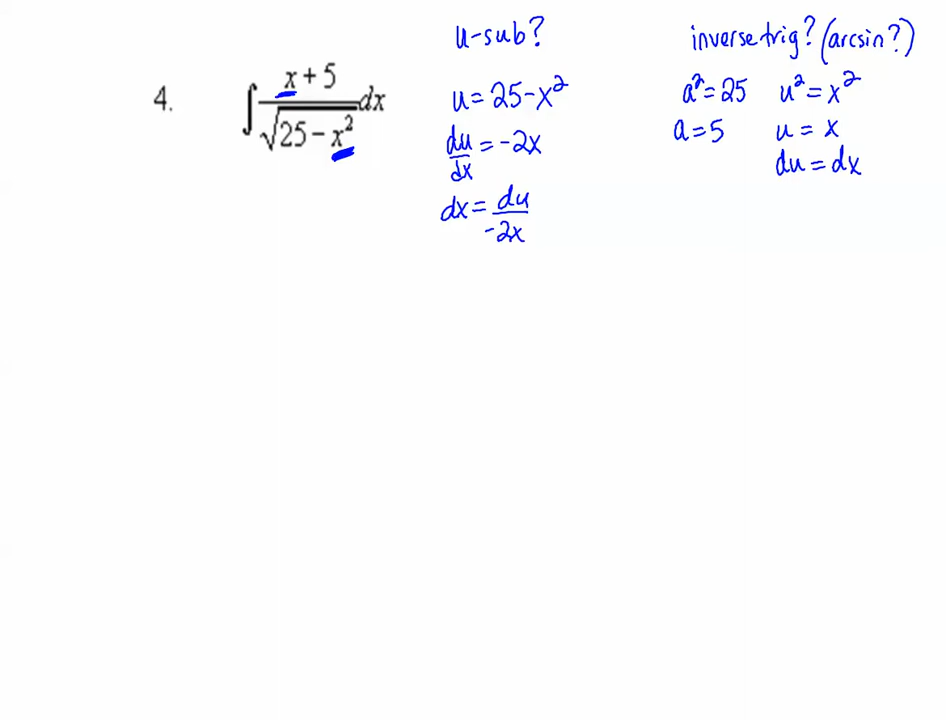 u-sub?
inverse trig? (arcsin?)
4. ∫ (x + 5)/√(25 − x²) dx
u = 25 - x²
du/dx = -2x
dx = du/-2x
a² = 25 u² = x²
a = 5 u = x
du = dx